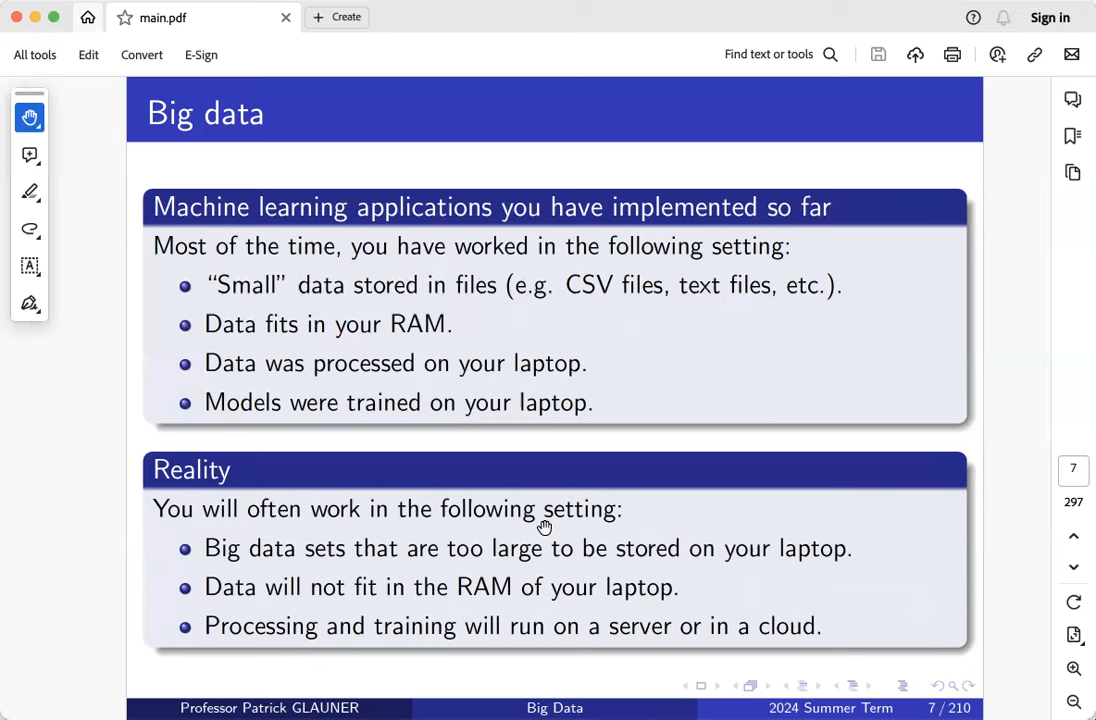 main.pdf
Create
Sign in
All tools
Edit
Convert
E-Sign
Find text or tools
Big data
Machine learning applications you have implemented so far
Most of the time, you have worked in the following setting:
“Small” data stored in files (e.g. CSV files, text files, etc.).
Data fits in your RAM.
Data was processed on your laptop.
Models were trained on your laptop.
Reality
You will often work in the following setting:
Big data sets that are too large to be stored on your laptop.
Data will not fit in the RAM of your laptop.
Processing and training will run on a server or in a cloud.
7
297
Professor Patrick GLAUNER
Big Data
2024 Summer Term
7 / 210